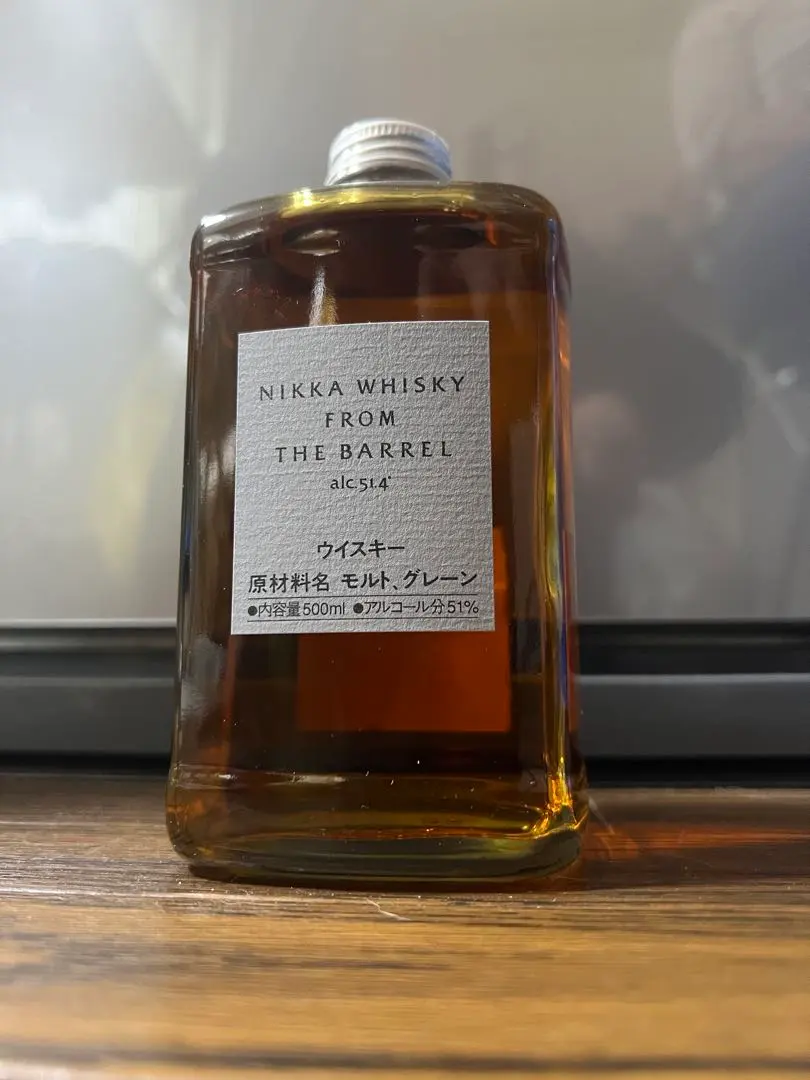 NIKKA WHISKY
FROM
THE BARREL
alc.51.4°
ウイスキー
原材料名 モルト、グレーン
●内容量500ml ●アルコール分51%